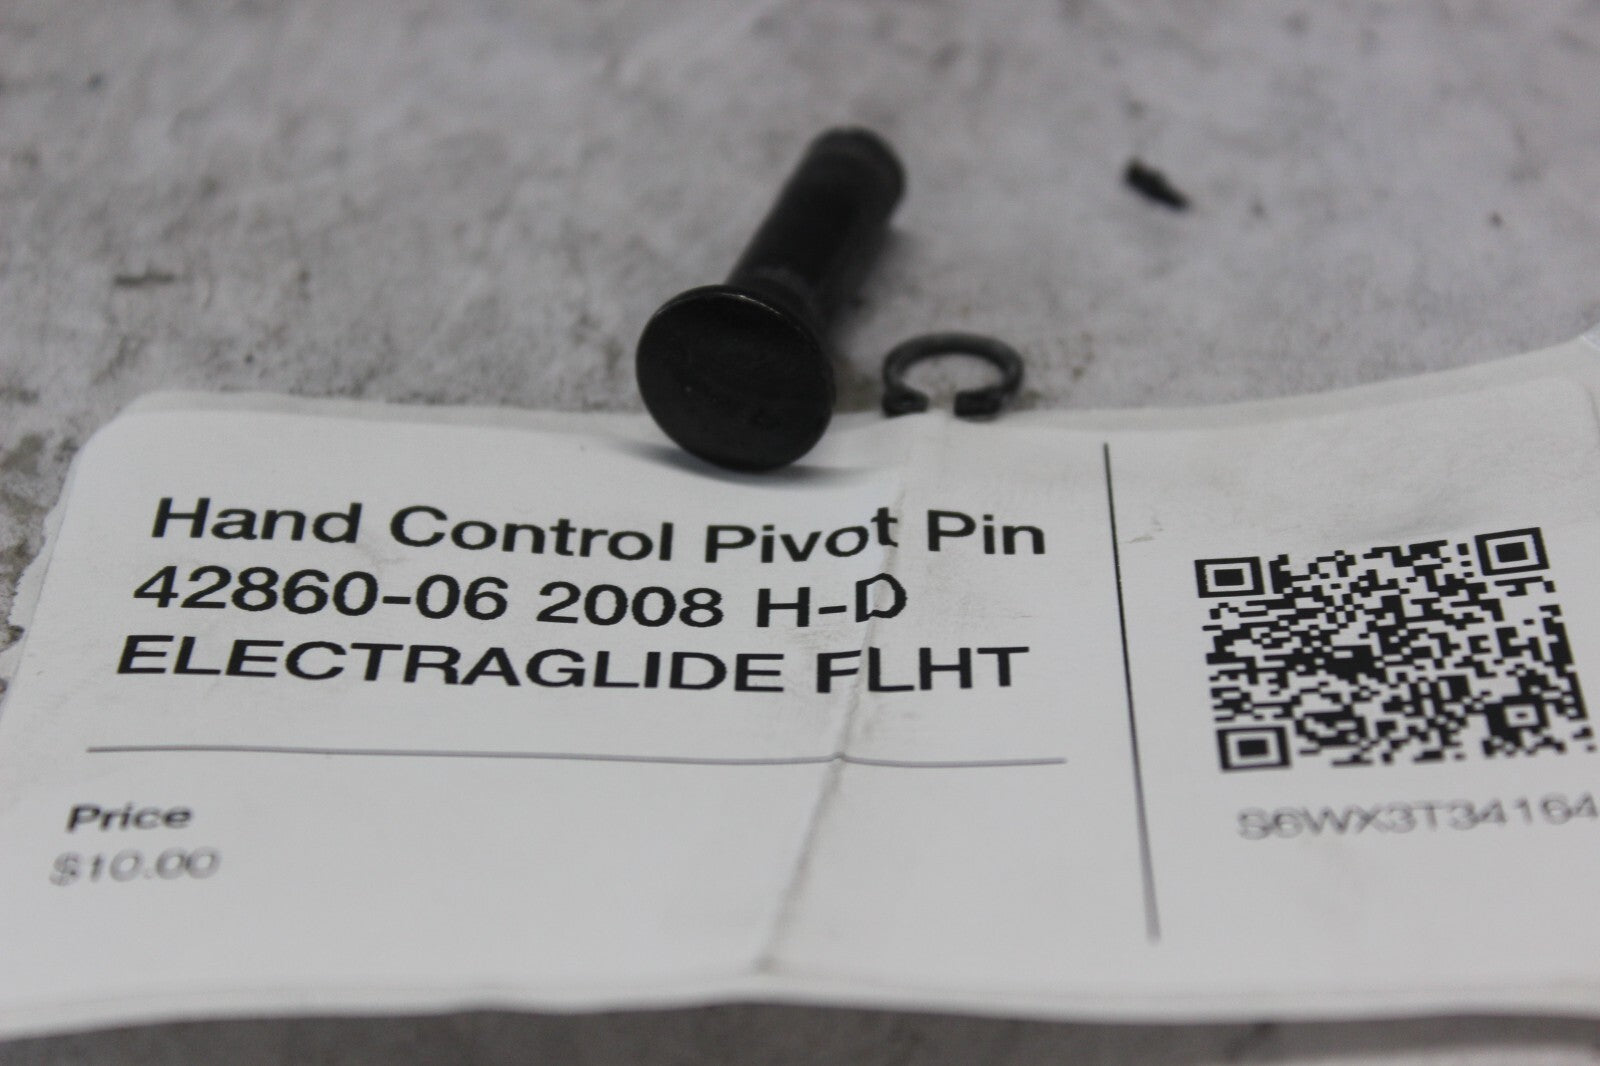 Hand Control Pivot Pin
42860-06 2008 H-D
ELECTRAGLIDE FLHT
Price
$10.00
S6WX3T34164